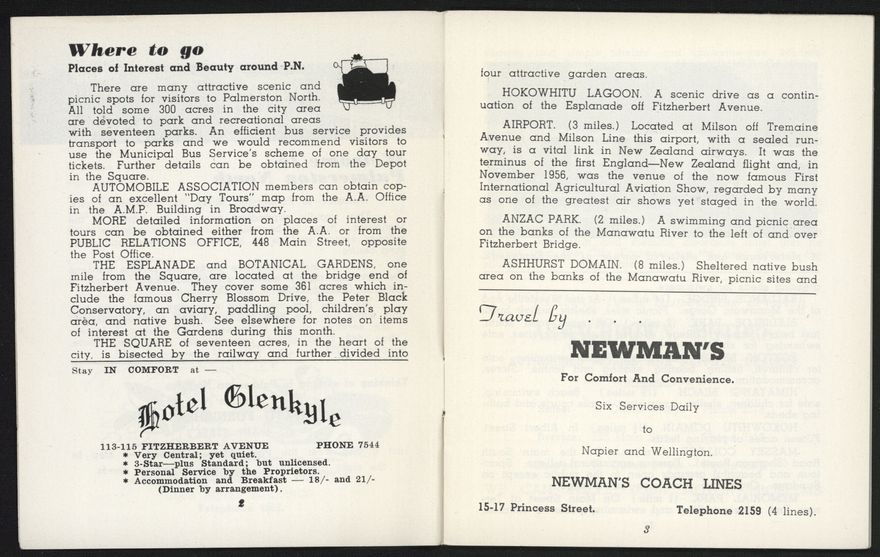 Where to go
Places of Interest and Beauty around P.N.
There are many attractive scenic and
picnic spots for visitors to Palmerston North.
All told some 300 acres in the city area
are devoted to park and recreational areas
with seventeen parks. An efficient bus service provides
transport to parks and we would recommend visitors to
use the Municipal Bus Service's scheme of one day tour
tickets. Further details can be obtained from the Depot
in the Square.
AUTOMOBILE ASSOCIATION members can obtain cop-
ies of an excellent "Day Tours" map from the A.A. Office
in the A.M.P. Building in Broadway.
MORE detailed information on places of interest or
tours can be obtained either from the A.A. or from the
PUBLIC RELATIONS OFFICE, 448 Main Street, opposite
the Post Office.
THE ESPLANADE and BOTANICAL GARDENS, one
mile from the Square, are located at the bridge end of
Fitzherbert Avenue. They cover some 361 acres which in-
clude the famous Cherry Blossom Drive, the Peter Black
Conservatory, an aviary, paddling pool, children's play
area, and native bush. See elsewhere for notes on items
of interest at the Gardens during this month.
THE SQUARE of seventeen acres, in the heart of the
city, is bisected by the railway and further divided into
Stay IN COMFORT at —
Hotel Glenkyle
113-115 FITZHERBERT AVENUE PHONE 7544
* Very Central; yet quiet.
* 3-Star—plus Standard; but unlicensed.
* Personal Service by the Proprietors.
* Accommodation and Breakfast — 18/- and 21/-
(Dinner by arrangement).
2
four attractive garden areas.
HOKOWHITU LAGOON. A scenic drive as a contin-
uation of the Esplanade off Fitzherbert Avenue.
AIRPORT. (3 miles.) Located at Milson off Tremaine
Avenue and Milson Line this airport, with a sealed run-
way, is a vital link in New Zealand airways. It was the
terminus of the first England—New Zealand flight and, in
November 1956, was the venue of the now famous First
International Agricultural Aviation Show, regarded by many
as one of the greatest air shows yet staged in the world.
ANZAC PARK. (2 miles.) A swimming and picnic area
on the banks of the Manawatu River to the left of and over
Fitzherbert Bridge.
ASHHURST DOMAIN. (8 miles.) Sheltered native bush
area on the banks of the Manawatu River, picnic sites and
Travel by . . . .
NEWMAN'S
For Comfort And Convenience.
Six Services Daily
to
Napier and Wellington.
NEWMAN'S COACH LINES
15-17 Princess Street. Telephone 2159 (4 lines).
3